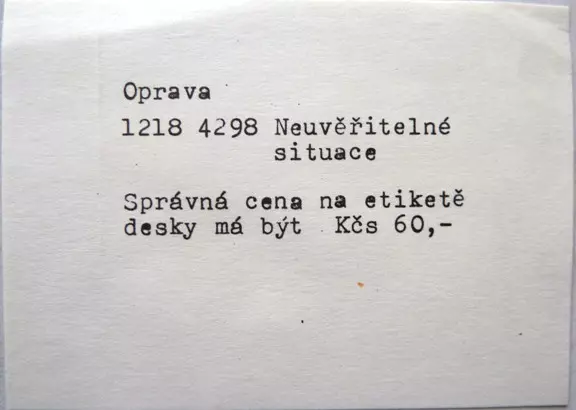 Oprava
1218 4298 Neuvěřitelné
situace
Správná cena na etiketě
desky má být Kčs 60,-